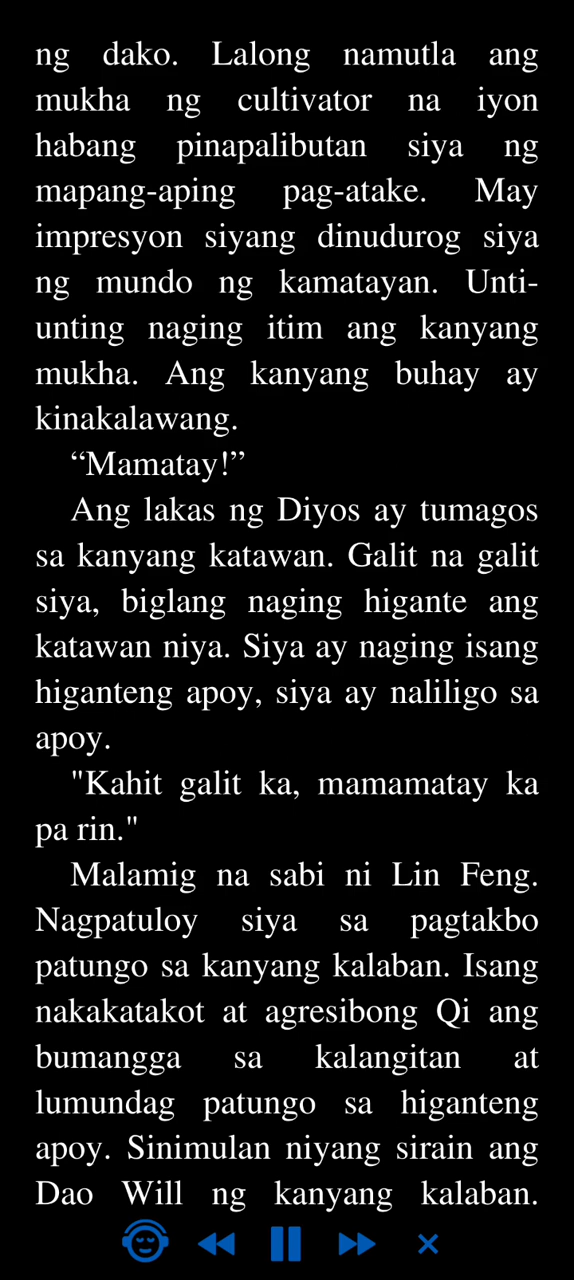 ng dako. Lalong namutla ang
mukha ng cultivator na iyon
habang pinapalibutan siya ng
mapang-aping pag-atake. May
impresyon siyang dinudurog siya
ng mundo ng kamatayan. Unti-
unting naging itim ang kanyang
mukha. Ang kanyang buhay ay
kinakalawang.
“Mamatay!”
Ang lakas ng Diyos ay tumagos
sa kanyang katawan. Galit na galit
siya, biglang naging higante ang
katawan niya. Siya ay naging isang
higanteng apoy, siya ay naliligo sa
apoy.
"Kahit galit ka, mamamatay ka
pa rin."
Malamig na sabi ni Lin Feng.
Nagpatuloy siya sa pagtakbo
patungo sa kanyang kalaban. Isang
nakakatakot at agresibong Qi ang
bumangga sa kalangitan at
lumundag patungo sa higanteng
apoy. Sinimulan niyang sirain ang
Dao Will ng kanyang kalaban.